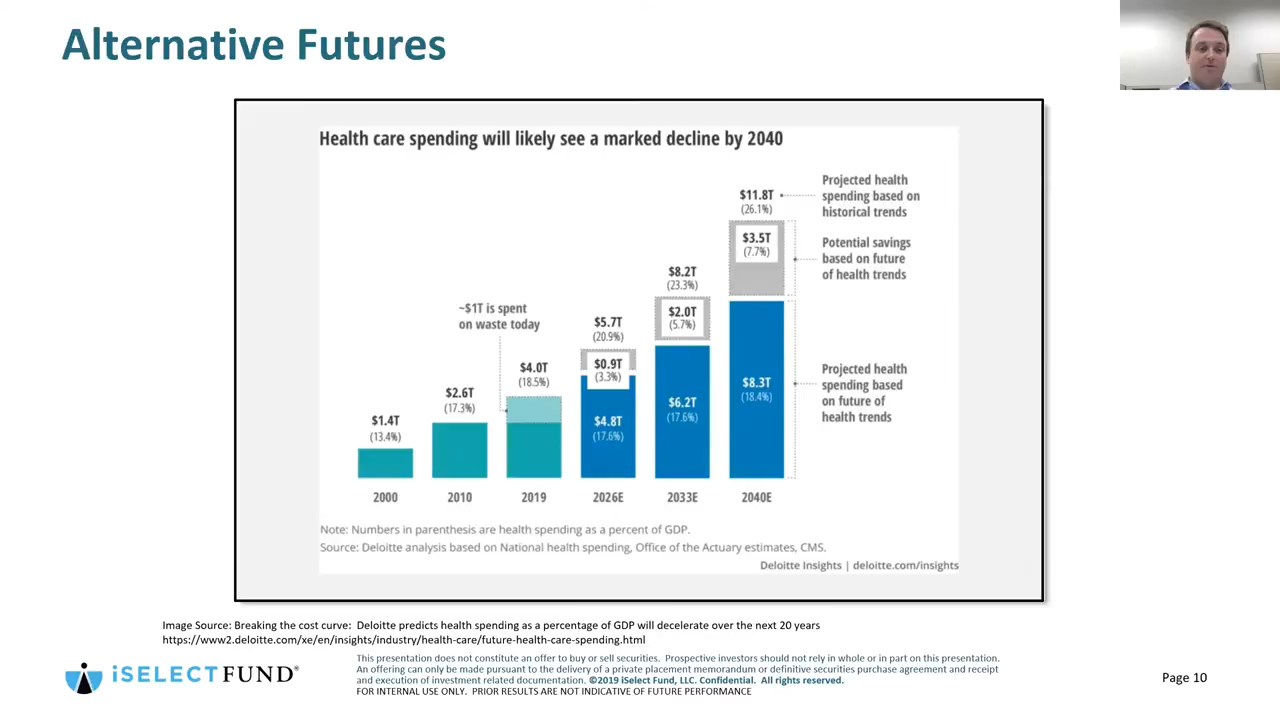 Alternative Futures
Health care spending will likely see a marked decline by 2040
$11.8T
(26.1%)
Projected health
spending based on
historical trends
$3.5T
(7.7%)
Potential savings
based on future
of health trends
$8.2T
(23.3%)
$2.0T
(5.7%)
~$1T is spent
on waste today
$5.7T
(20.9%)
$0.9T
(3.3%)
$4.0T
(18.5%)
$2.6T
(17.3%)
$1.4T
(13.4%)
$4.8T
(17.6%)
$6.2T
(17.6%)
$8.3T
(18.4%)
Projected health
spending based
on future of
health trends
2000 2010 2019 2026E 2033E 2040E
Note: Numbers in parenthesis are health spending as a percent of GDP.
Source: Deloitte analysis based on National health spending, Office of the Actuary estimates, CMS.
Deloitte Insights | deloitte.com/insights
Image Source: Breaking the cost curve: Deloitte predicts health spending as a percentage of GDP will decelerate over the next 20 years
https://www2.deloitte.com/xe/en/insights/industry/health-care/future-health-care-spending.html
iSELECTFUND®
This presentation does not constitute an offer to buy or sell securities. Prospective investors should not rely in whole or in part on this presentation.
An offering can only be made pursuant to the delivery of a private placement memorandum or definitive securities purchase agreement and receipt
and execution of investment related documentation. ©2019 iSelect Fund, LLC. Confidential. All rights reserved.
FOR INTERNAL USE ONLY. PRIOR RESULTS ARE NOT INDICATIVE OF FUTURE PERFORMANCE
Page 10